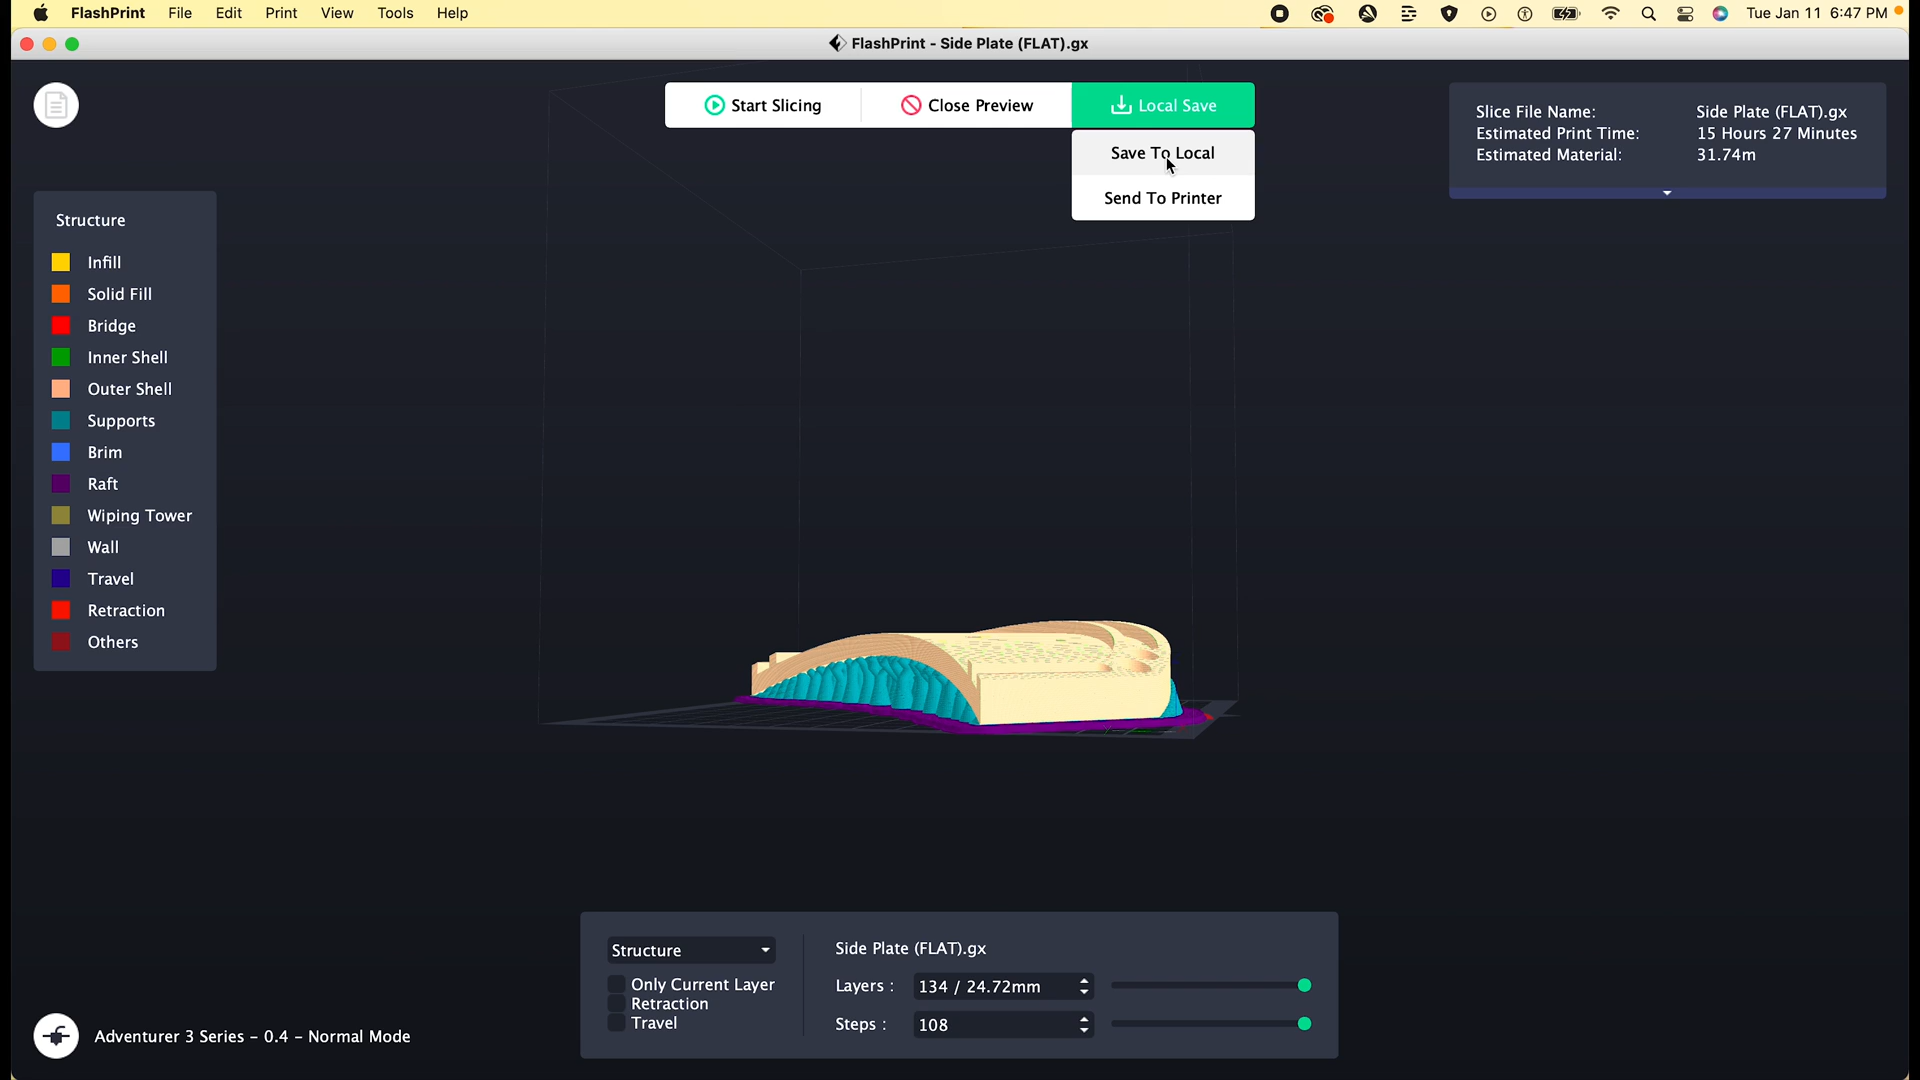 FlashPrint File Edit Print View Tools Help Tue Jan 11 6:47 PM
FlashPrint - Side Plate (FLAT).gx
Start Slicing Close Preview Local Save
Save To Local
Send To Printer
Slice File Name: Side Plate (FLAT).gx
Estimated Print Time: 15 Hours 27 Minutes
Estimated Material: 31.74m
Structure
Infill
Solid Fill
Bridge
Inner Shell
Outer Shell
Supports
Brim
Raft
Wiping Tower
Wall
Travel
Retraction
Others
Structure
Only Current Layer
Retraction
Travel
Side Plate (FLAT).gx
Layers : 134 / 24.72mm
Steps : 108
Adventurer 3 Series - 0.4 - Normal Mode